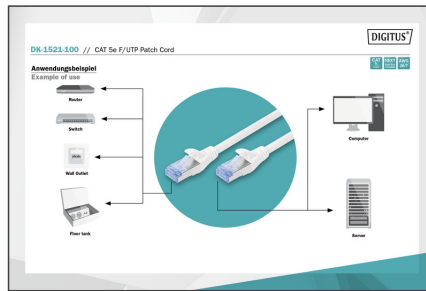 DIGITUS®
DK-1521-100 // CAT 5e F/UTP Patch Cord
Anwendungsbeispiel
Example of use
Router
Switch
Wall Outlet
Floor tank
Computer
Server